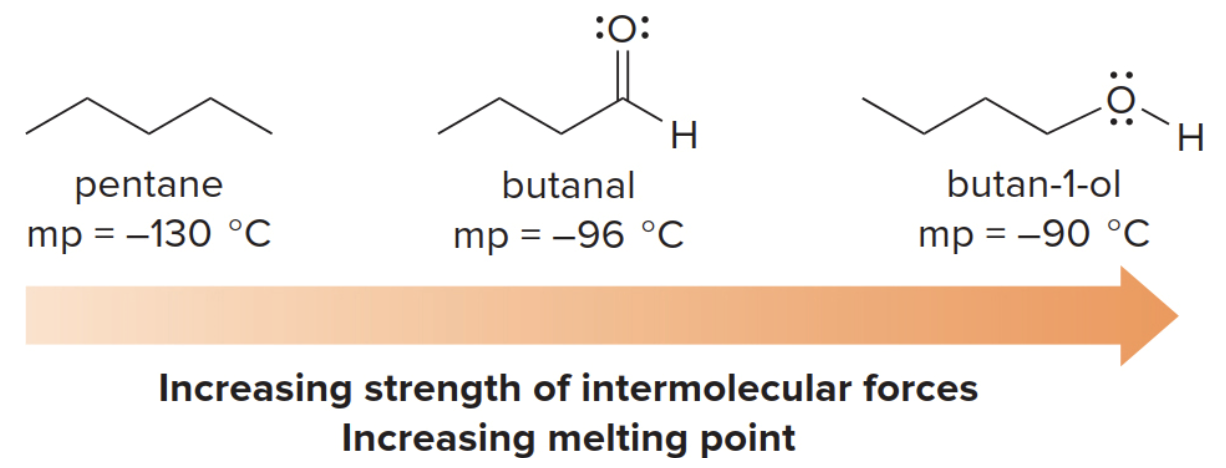 :O:
H
pentane
mp = –130 °C
butanal
mp = –96 °C
O
H
butan-1-ol
mp = –90 °C
Increasing strength of intermolecular forces
Increasing melting point